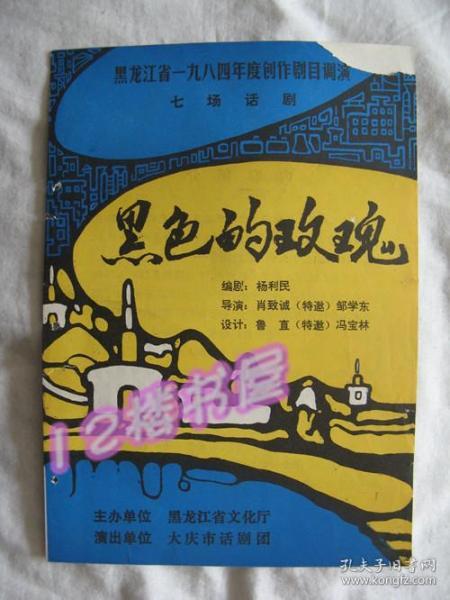 黑龙江省一九八四年度创作剧目调演
七场话剧
黑色的玫瑰
编剧：杨利民
导演：肖致诚（特邀）邹学东
设计：鲁 直（特邀）冯宝林
12楼书屋
主办单位 黑龙江省文化厅
演出单位 大庆市话剧团
孔夫子旧书网
www.kongfz.com